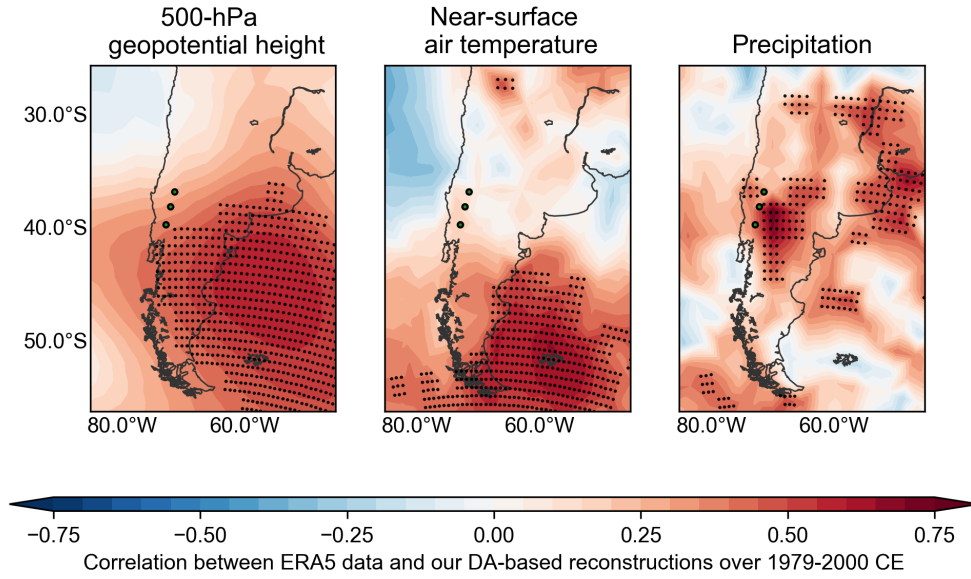 500-hPa
geopotential height
Near-surface
air temperature
Precipitation
30.0°S
40.0°S
50.0°S
80.0°W
60.0°W
80.0°W
60.0°W
80.0°W
60.0°W
−0.75
−0.50
−0.25
0.00
0.25
0.50
0.75
Correlation between ERA5 data and our DA-based reconstructions over 1979-2000 CE